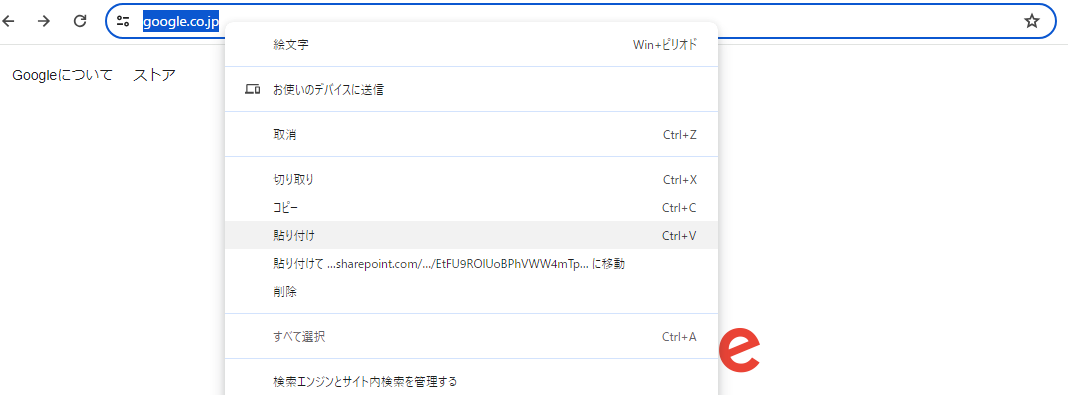 google.co.jp
Googleについて ストア
絵文字 Win+ピリオド
お使いのデバイスに送信
取消 Ctrl+Z
切り取り Ctrl+X
コピー Ctrl+C
貼り付け Ctrl+V
貼り付けて ...sharepoint.com/.../EtFU9ROlUoBPhVWW4mTp... に移動
削除
すべて選択 Ctrl+A
e
検索エンジンとサイト内検索を管理する